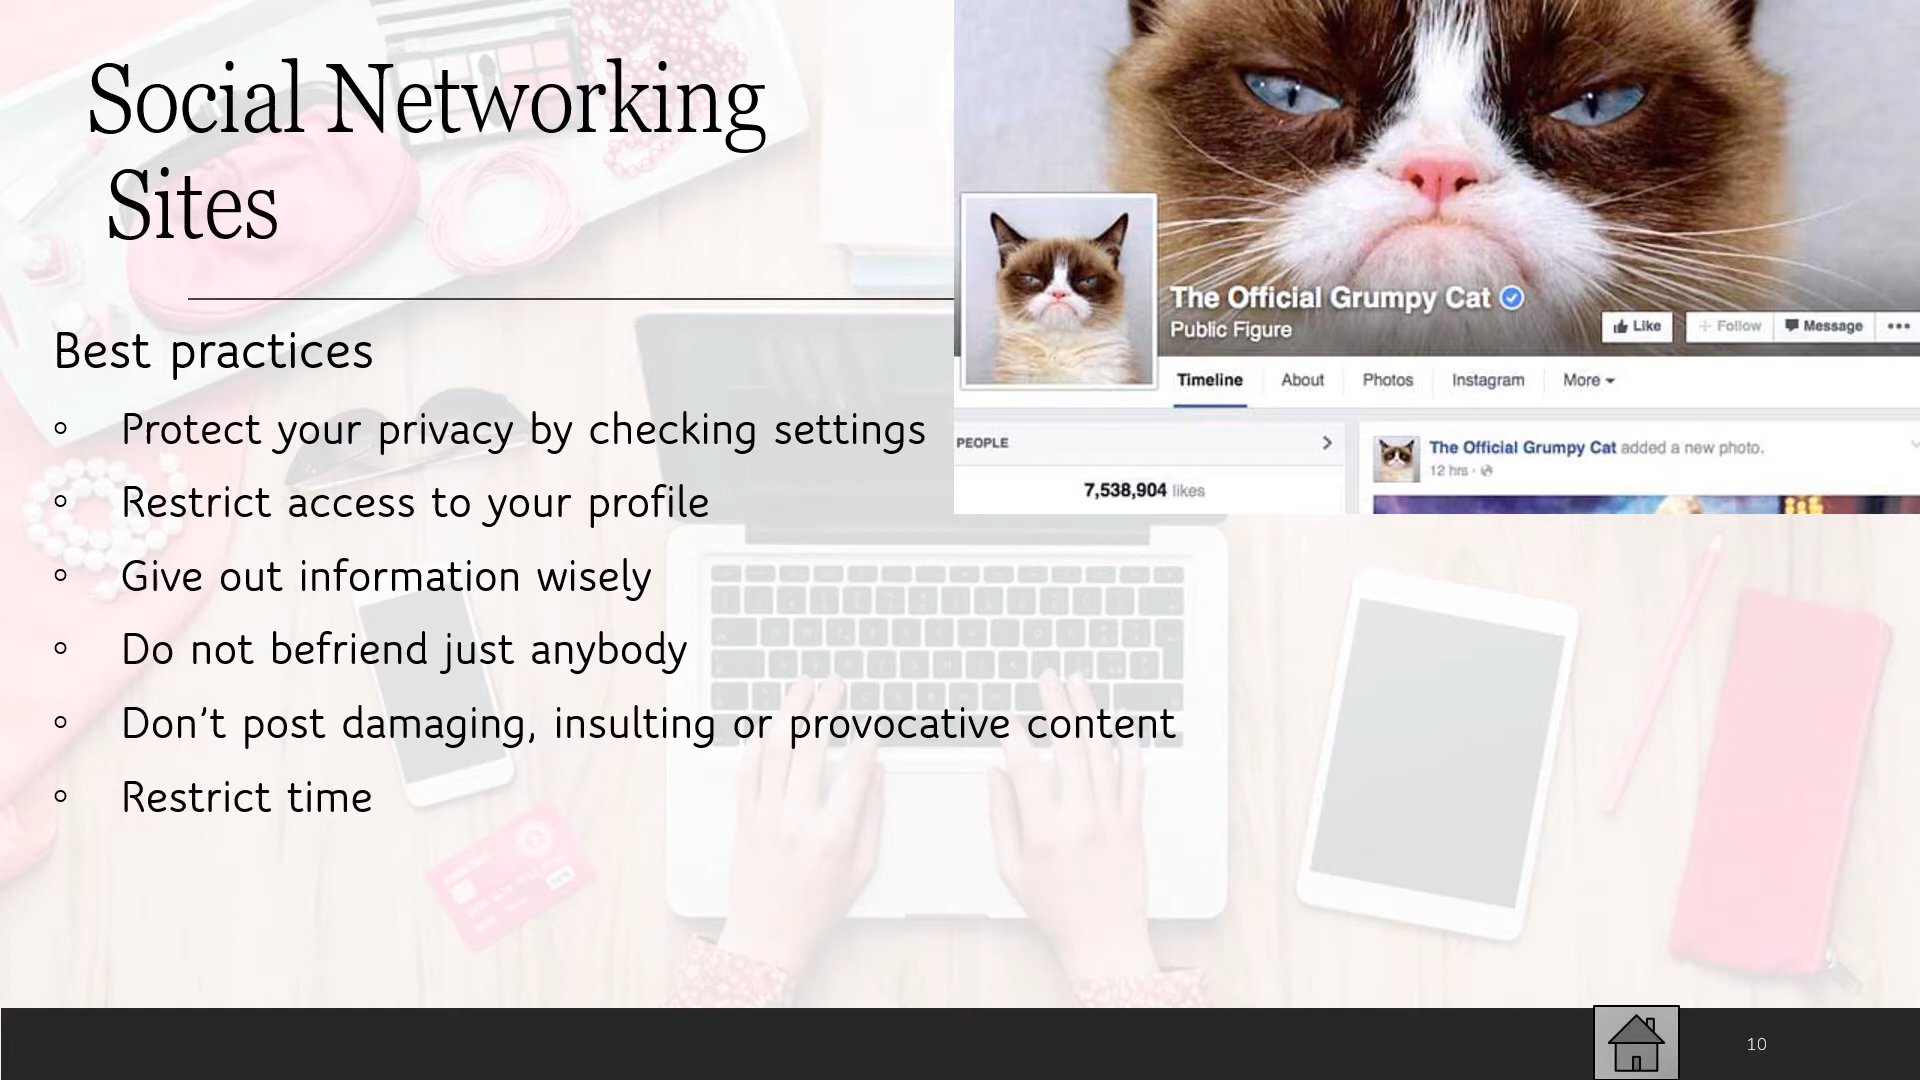 Social Networking
Sites
Best practices
◦ Protect your privacy by checking settings
◦ Restrict access to your profile
◦ Give out information wisely
◦ Do not befriend just anybody
◦ Don’t post damaging, insulting or provocative content
◦ Restrict time
The Official Grumpy Cat
Public Figure
Like
Follow
Message
Timeline
About
Photos
Instagram
More
PEOPLE
7,538,904 likes
The Official Grumpy Cat added a new photo.
12 hrs ·
10